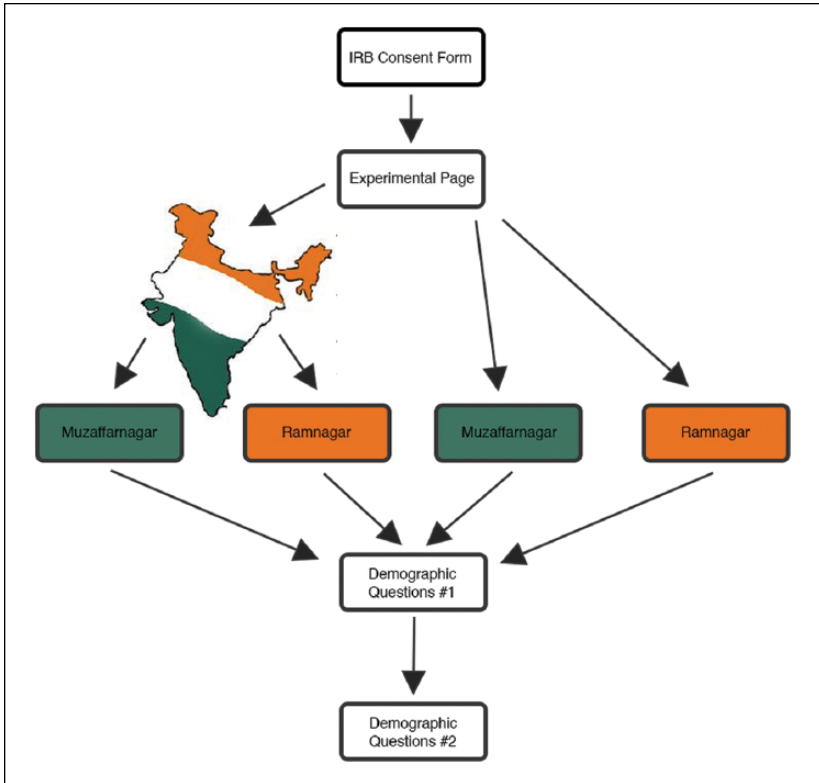 IRB Consent Form
Experimental Page
Muzaffarnagar
Ramnagar
Muzaffarnagar
Ramnagar
Demographic
Questions #1
Demographic
Questions #2